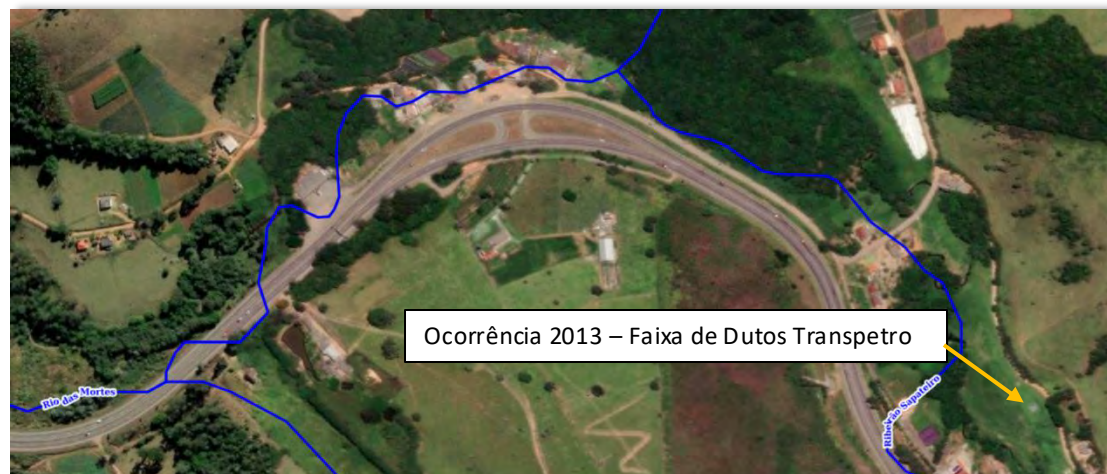 Ocorrência 2013 – Faixa de Dutos Transpetro
Rio das Mortes
Ribeirão Sapateiro